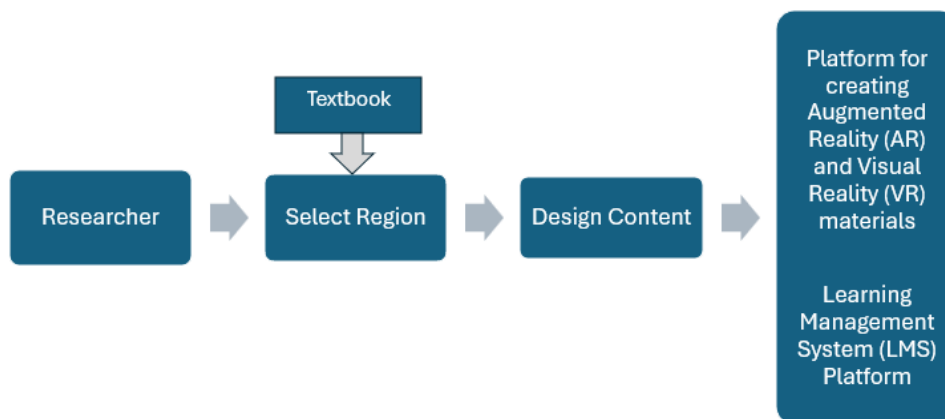 Textbook
Researcher
Select Region
Design Content
Platform for
creating
Augmented
Reality (AR)
and Visual
Reality (VR)
materials
Learning
Management
System (LMS)
Platform